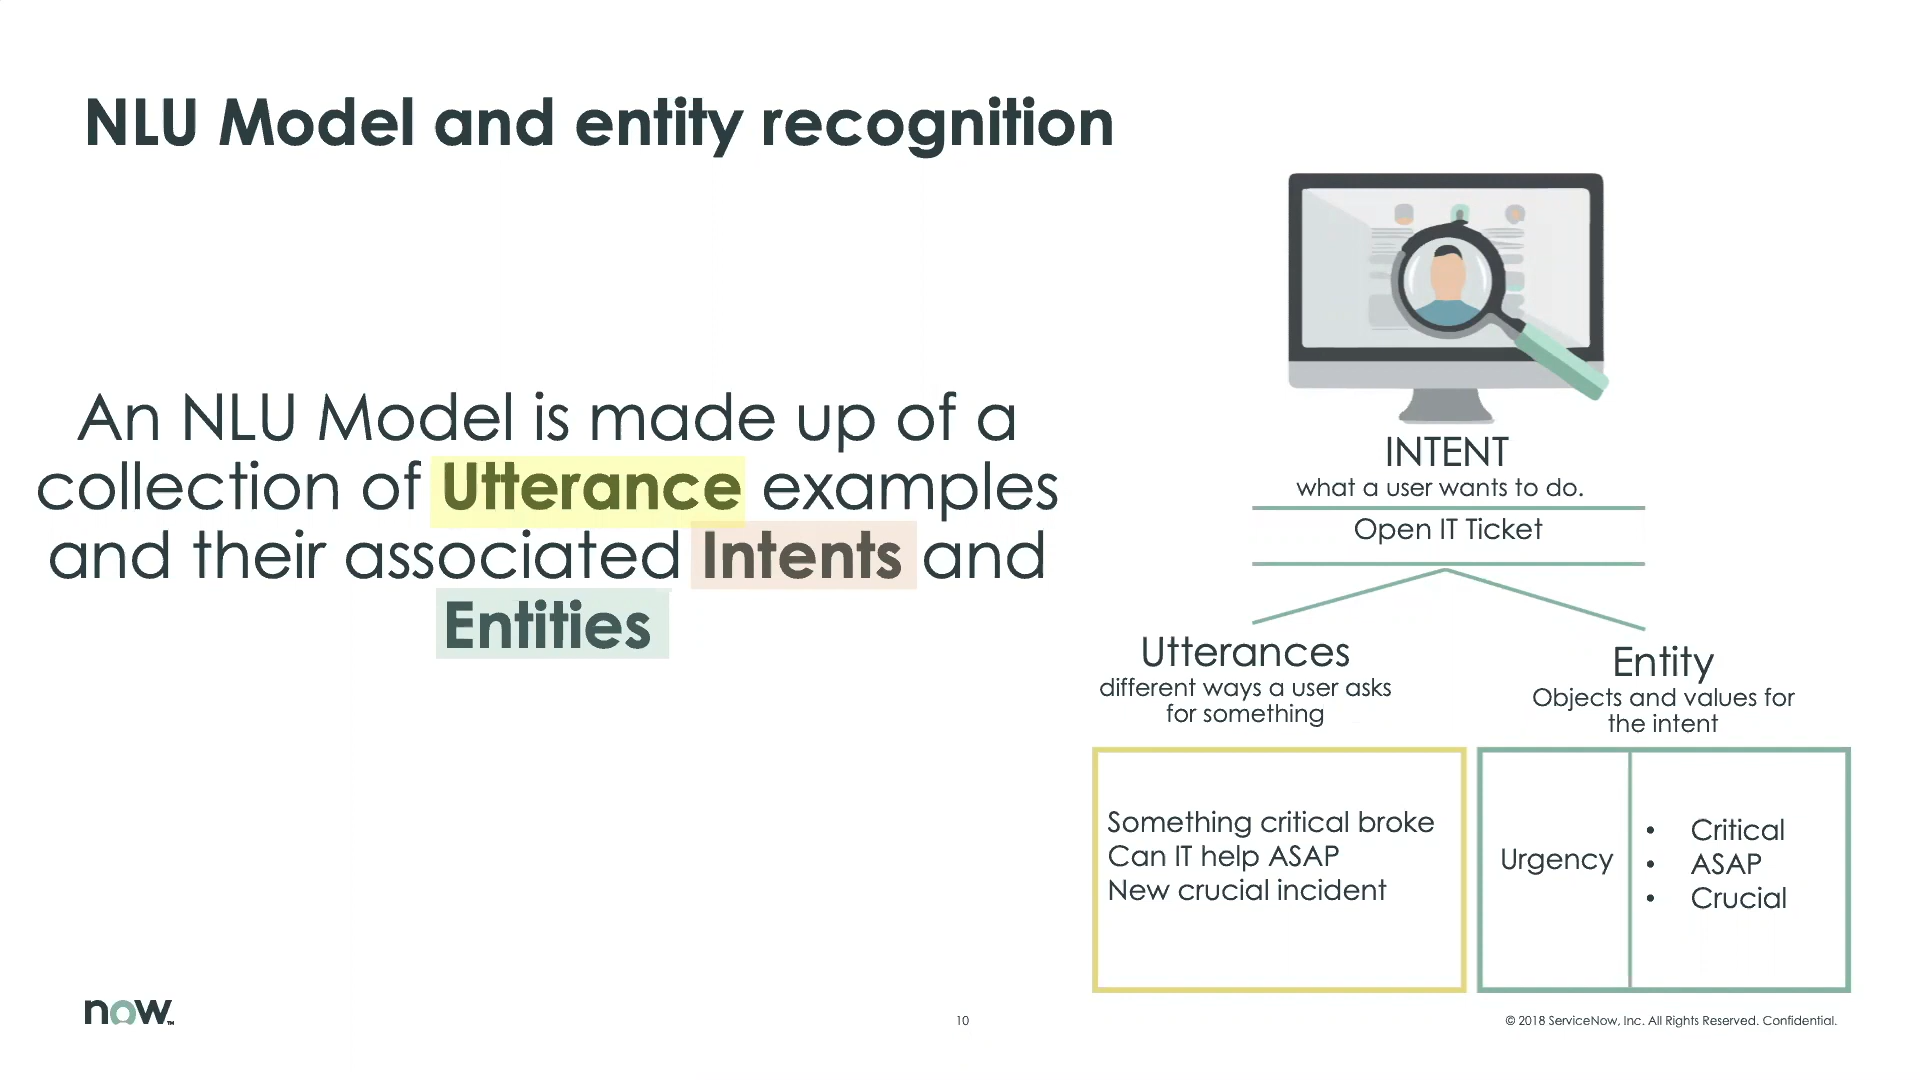 NLU Model and entity recognition
An NLU Model is made up of a
collection of Utterance examples
and their associated Intents and
Entities
INTENT
what a user wants to do.
Open IT Ticket
Utterances
different ways a user asks
for something
Something critical broke
Can IT help ASAP
New crucial incident
Entity
Objects and values for
the intent
Urgency
• Critical
• ASAP
• Crucial
now™
10
© 2018 ServiceNow, Inc. All Rights Reserved. Confidential.